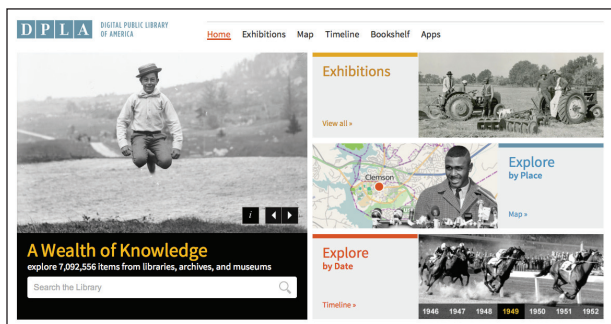 DPLA
DIGITAL PUBLIC LIBRARY
OF AMERICA
Home Exhibitions Map Timeline Bookshelf Apps
A Wealth of Knowledge
explore 7,092,556 items from libraries, archives, and museums
Search the Library
i
Exhibitions
View all »
Clemson
Explore
by Place
Map »
Explore
by Date
Timeline »
1946 1947 1948 1949 1950 1951 1952